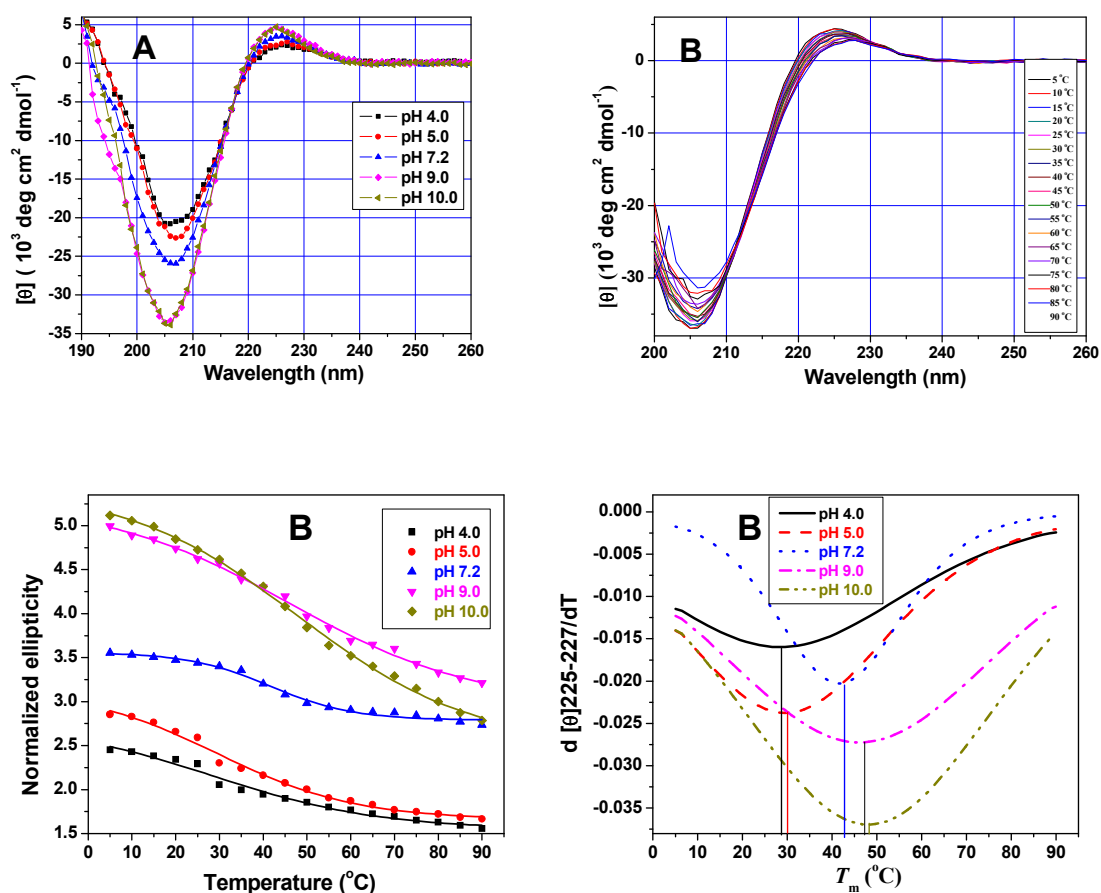 A
[θ] ( 10³ deg cm² dmol⁻¹)
5
0
-5
-10
-15
-20
-25
-30
-35
190 200 210 220 230 240 250 260
Wavelength (nm)
pH 4.0
pH 5.0
pH 7.2
pH 9.0
pH 10.0
B
[θ] (10³ deg cm² dmol⁻¹)
0
-10
-20
-30
200 210 220 230 240 250 260
Wavelength (nm)
5 °C
10 °C
15 °C
20 °C
25 °C
30 °C
35 °C
40 °C
45 °C
50 °C
55 °C
60 °C
65 °C
70 °C
75 °C
80 °C
85 °C
90 °C
B
Normalized ellipticity
5.0
4.5
4.0
3.5
3.0
2.5
2.0
1.5
0 10 20 30 40 50 60 70 80 90
Temperature (°C)
pH 4.0
pH 5.0
pH 7.2
pH 9.0
pH 10.0
B
d [θ]225-227/dT
0.000
-0.005
-0.010
-0.015
-0.020
-0.025
-0.030
-0.035
0 10 20 30 40 50 60 70 80 90
Tm (°C)
pH 4.0
pH 5.0
pH 7.2
pH 9.0
pH 10.0